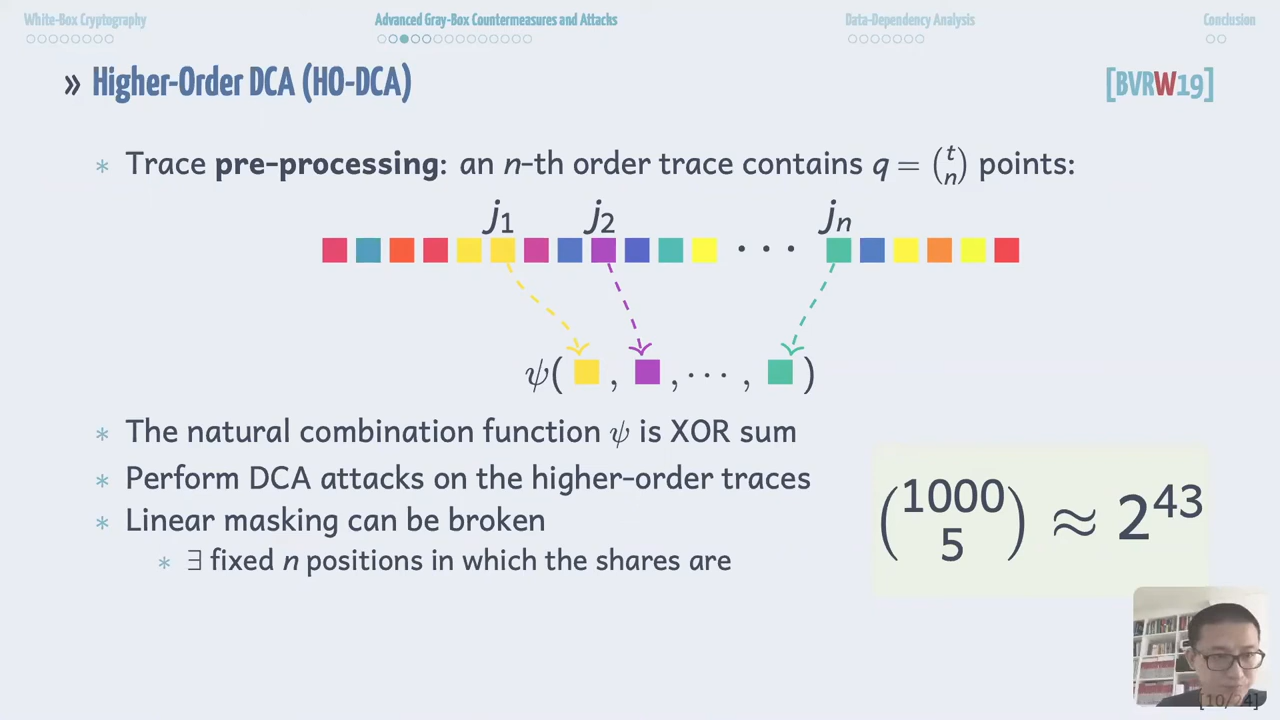 White-Box Cryptography
Advanced Gray-Box Countermeasures and Attacks
Data-Dependency Analysis
Conclusion
» Higher-Order DCA (HO-DCA)
[BVRW19]
* Trace pre-processing: an n-th order trace contains q = (t n) points:
j1 j2 jn
···
ψ( , , ··· , )
* The natural combination function ψ is XOR sum
* Perform DCA attacks on the higher-order traces
* Linear masking can be broken
* ∃ fixed n positions in which the shares are
(1000 5) ≈ 2^43
[10/24]